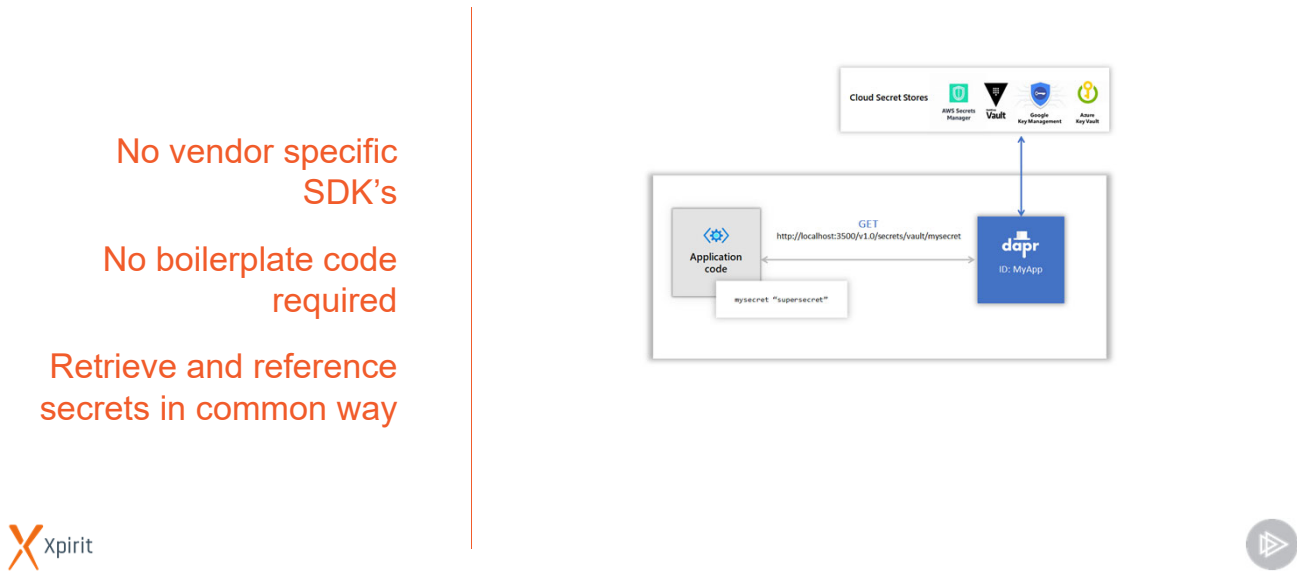 No vendor specific
SDK's
No boilerplate code
required
Retrieve and reference
secrets in common way
Cloud Secret Stores
AWS Secrets
Manager
Vault
Google
Key Management
Azure
Key Vault
Application
code
mysecret “supersecret”
GET
http://localhost:3500/v1.0/secrets/vault/mysecret
dapr
ID: MyApp
Xpirit